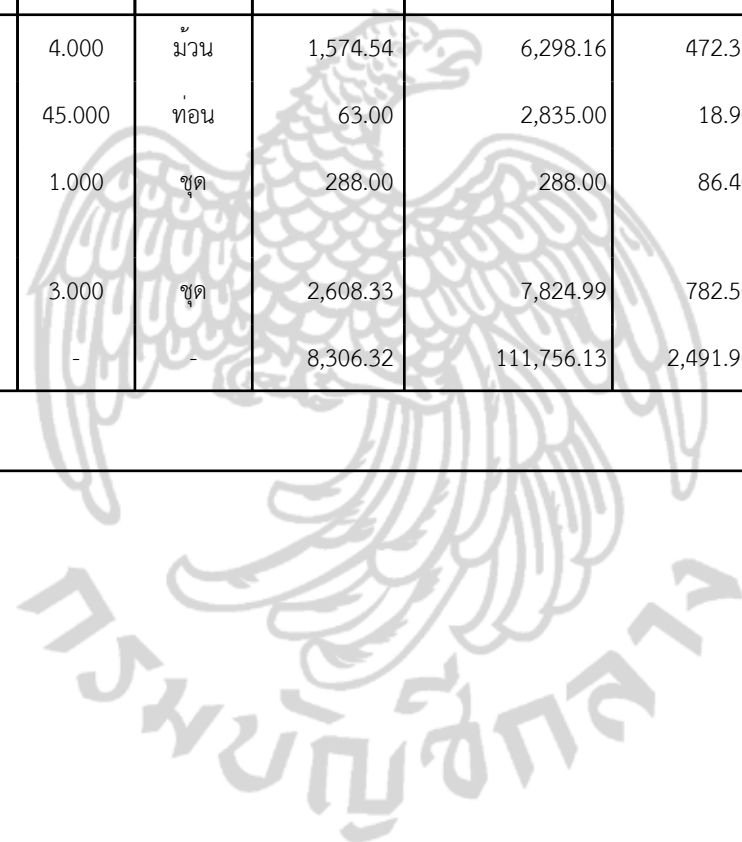 4.000 ม้วน 1,574.54 6,298.16 472.3
45.000 ท่อน 63.00 2,835.00 18.9
1.000 ชุด 288.00 288.00 86.4
3.000 ชุด 2,608.33 7,824.99 782.5
- - 8,306.32 111,756.13 2,491.9
กรมบัญชีกลาง